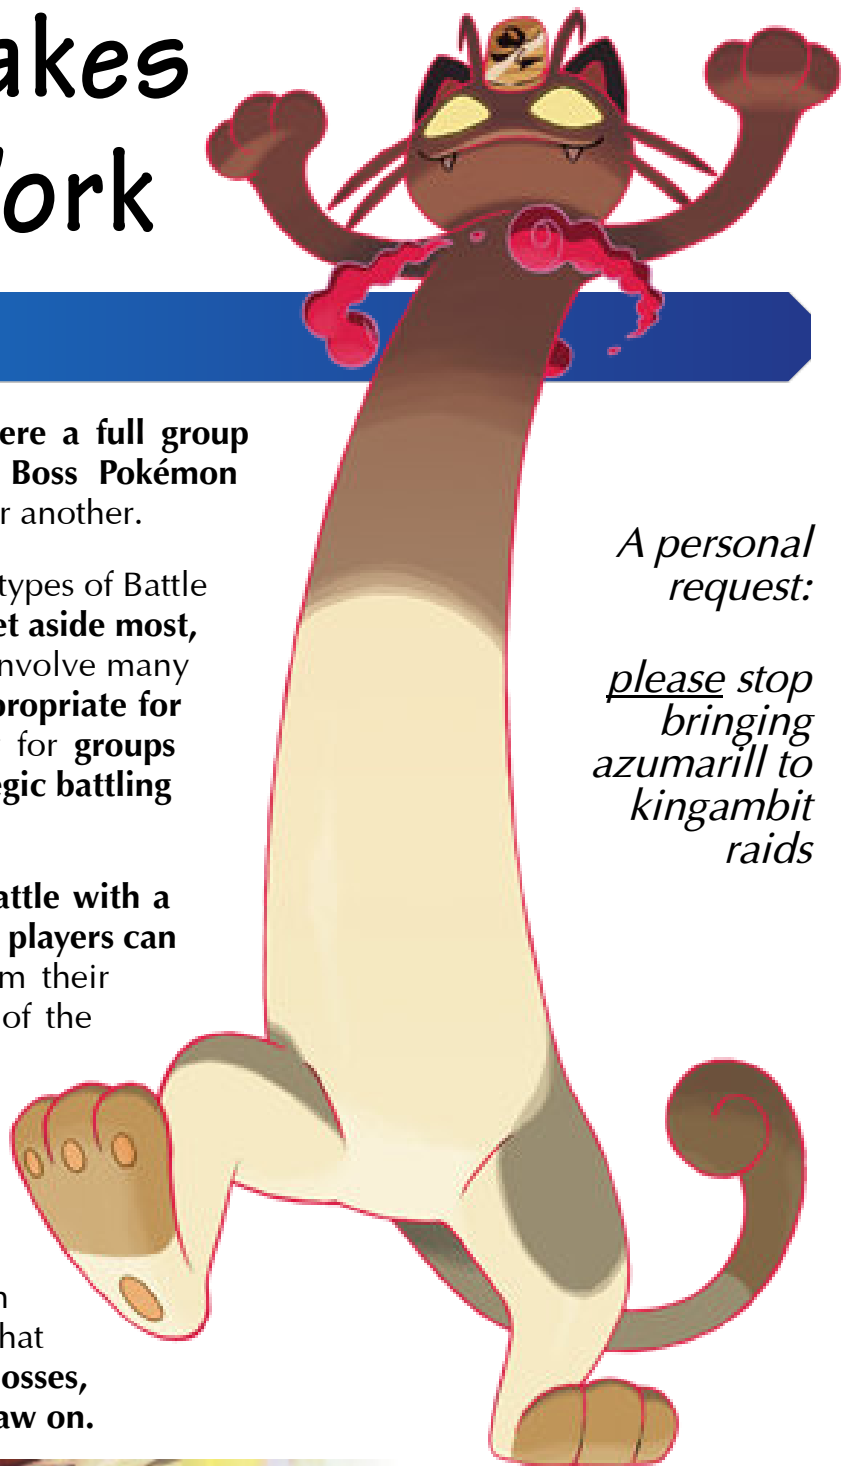 akes
ork
ere a full group
Boss Pokémon
r another.
types of Battle
et aside most,
nvolve many
propriate for
for groups
egic battling
attle with a
players can
m their
of the
n
hat
osses,
aw on.
A personal
request:
please stop
bringing
azumarill to
kingambit
raids